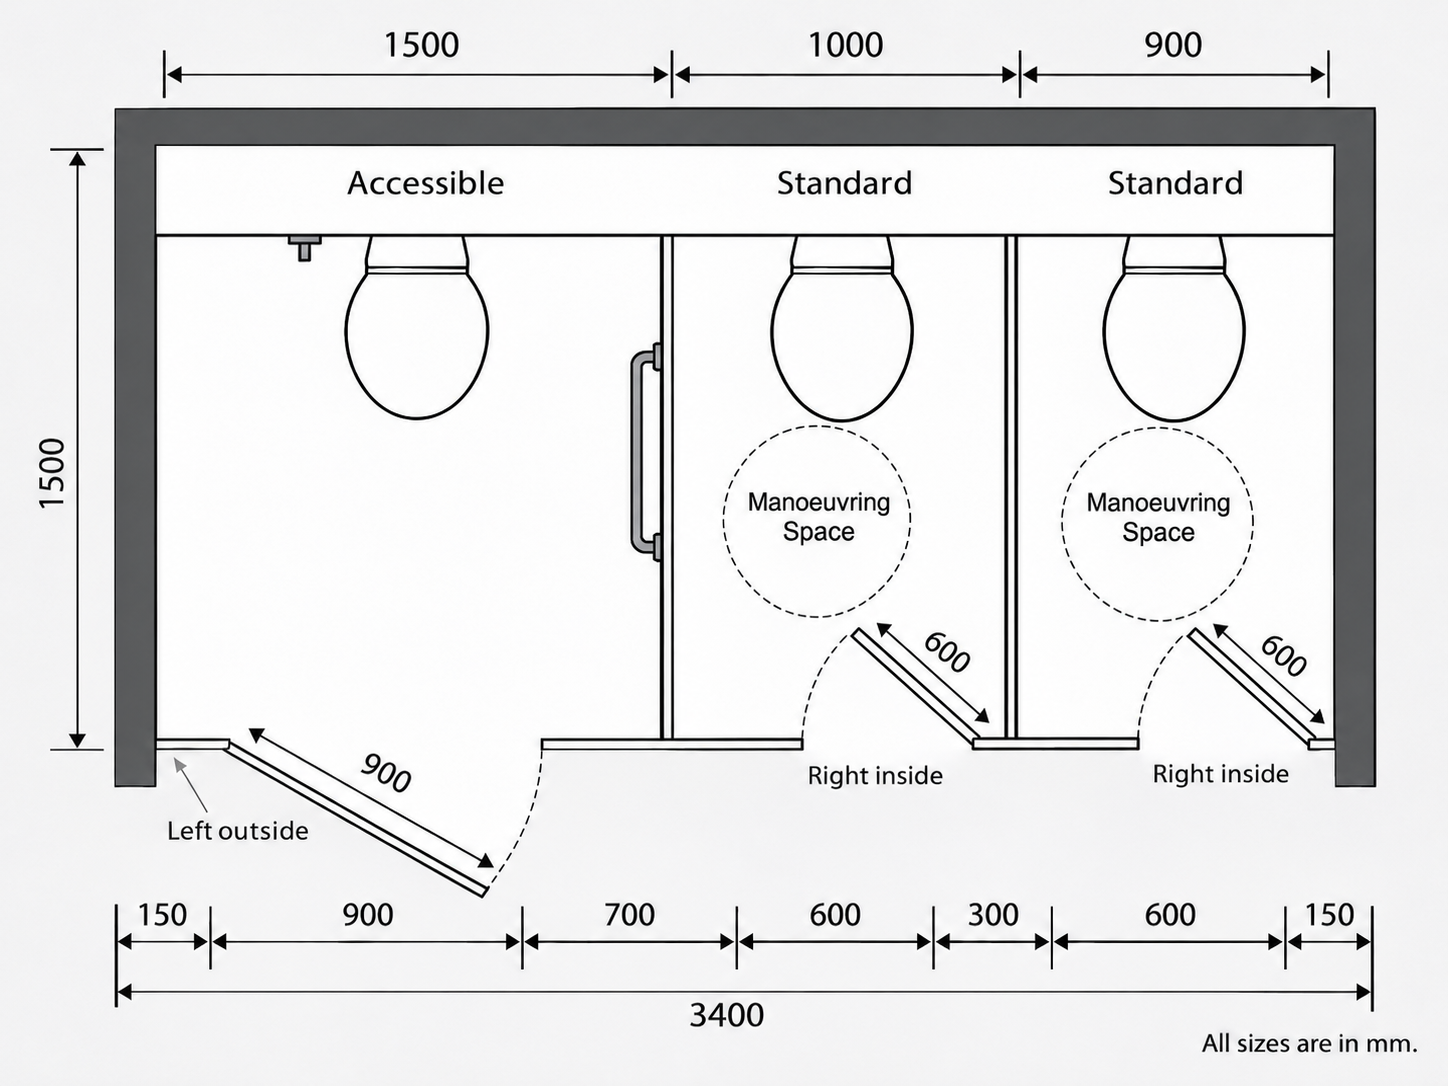 1500
1000
900
Accessible
Standard
Standard
1500
Manoeuvring
Space
Manoeuvring
Space
600
600
900
Right inside
Right inside
Left outside
150
900
700
600
300
600
150
3400
All sizes are in mm.